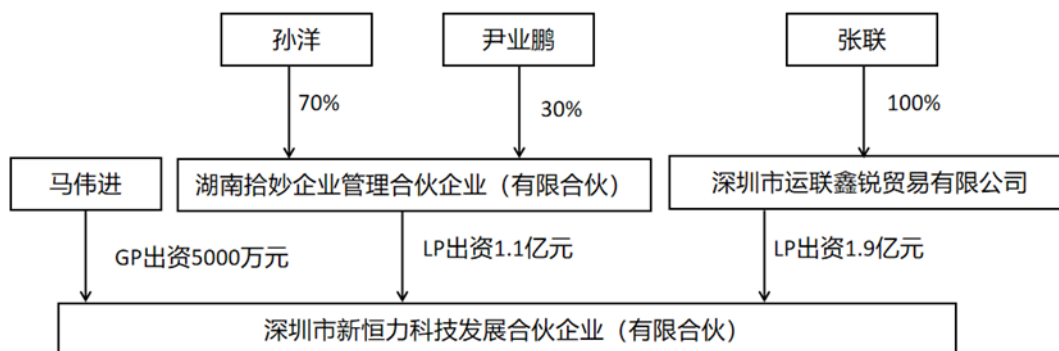 孙洋
尹业鹏
张联
70%
30%
100%
马伟进
湖南拾妙企业管理合伙企业（有限合伙）
深圳市运联鑫锐贸易有限公司
GP出资5000万元
LP出资1.1亿元
LP出资1.9亿元
深圳市新恒力科技发展合伙企业（有限合伙）